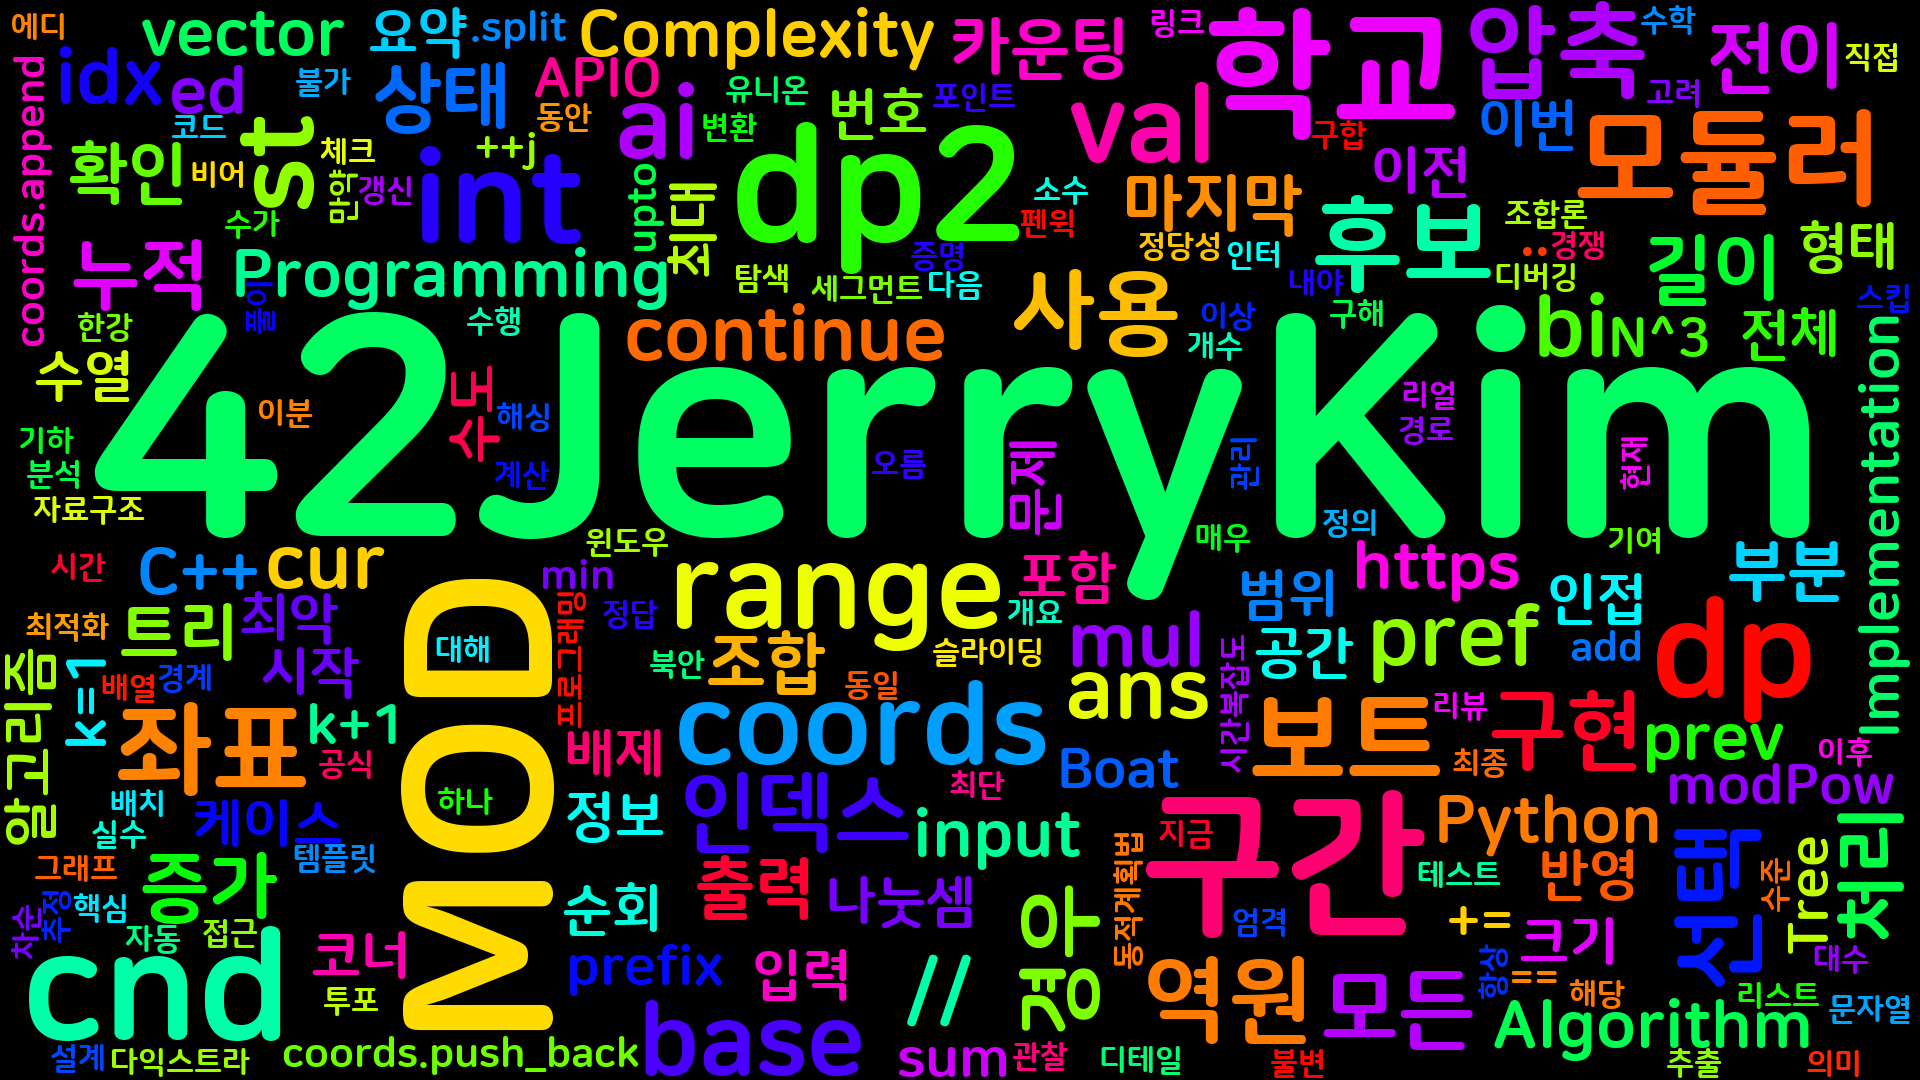 에디
vector
요약
.split
Complexity
카운팅
링크
학교
압축
수학
전이
직접
idx
ed
불가
상태
APIO
동안
ai
유니온
변환
번호
포인트
val
구합
이번
고려
모듈러
coords.append
코드
확인
비어
st
체크
만약
갱신
++j
int
upto
최대
dp2
소수
펜윅
마지막
이전
조합론
수가
누적
Programming
풀이
탐색
증명
세그먼트
다음
정당성
인터
후보
내야
..
경쟁
디버깅
길이
형태
스킵
한강
수행
continue
사용
이상
개수
구해
bi
N^3
전체
수열
42JerryKim
이분
수도
해싱
계산
오름
문제
리얼
경로
관리
현재
Implementation
기하
분석
자료구조
시간
C++
cur
윈도우
min
range
포함
매우
정의
https
기여
부분
범위
인접
최적화
트리
최악
MOD
대해
프로그래밍
정답
개요
mul
공간
pref
add
dp
알고리즘
k=1
시작
배열
경계
북안
조합
슬라이딩
동일
ans
시간복잡도
리뷰
좌표
k+1
공식
배제
coords
Boat
보트
구현
최종
prev
이후
배치
실수
케이스
하나
정보
인덱스
최단
input
modPow
그래프
템플릿
증가
동적계획법
지금
구간
Python
테스트
반영
선택
수준
Tree
처리
차순
추정
핵심
자동
접근
순회
출력
나눗셈
경우
엄격
+=
크기
대수
cnd
코너
투포
prefix
입력
//
역원
모든
항상
==
해당
리스트
문자열
설계
다익스트라
coords.push_back
base
sum
관찰
디테일
불변
Algorithm
추출
의미